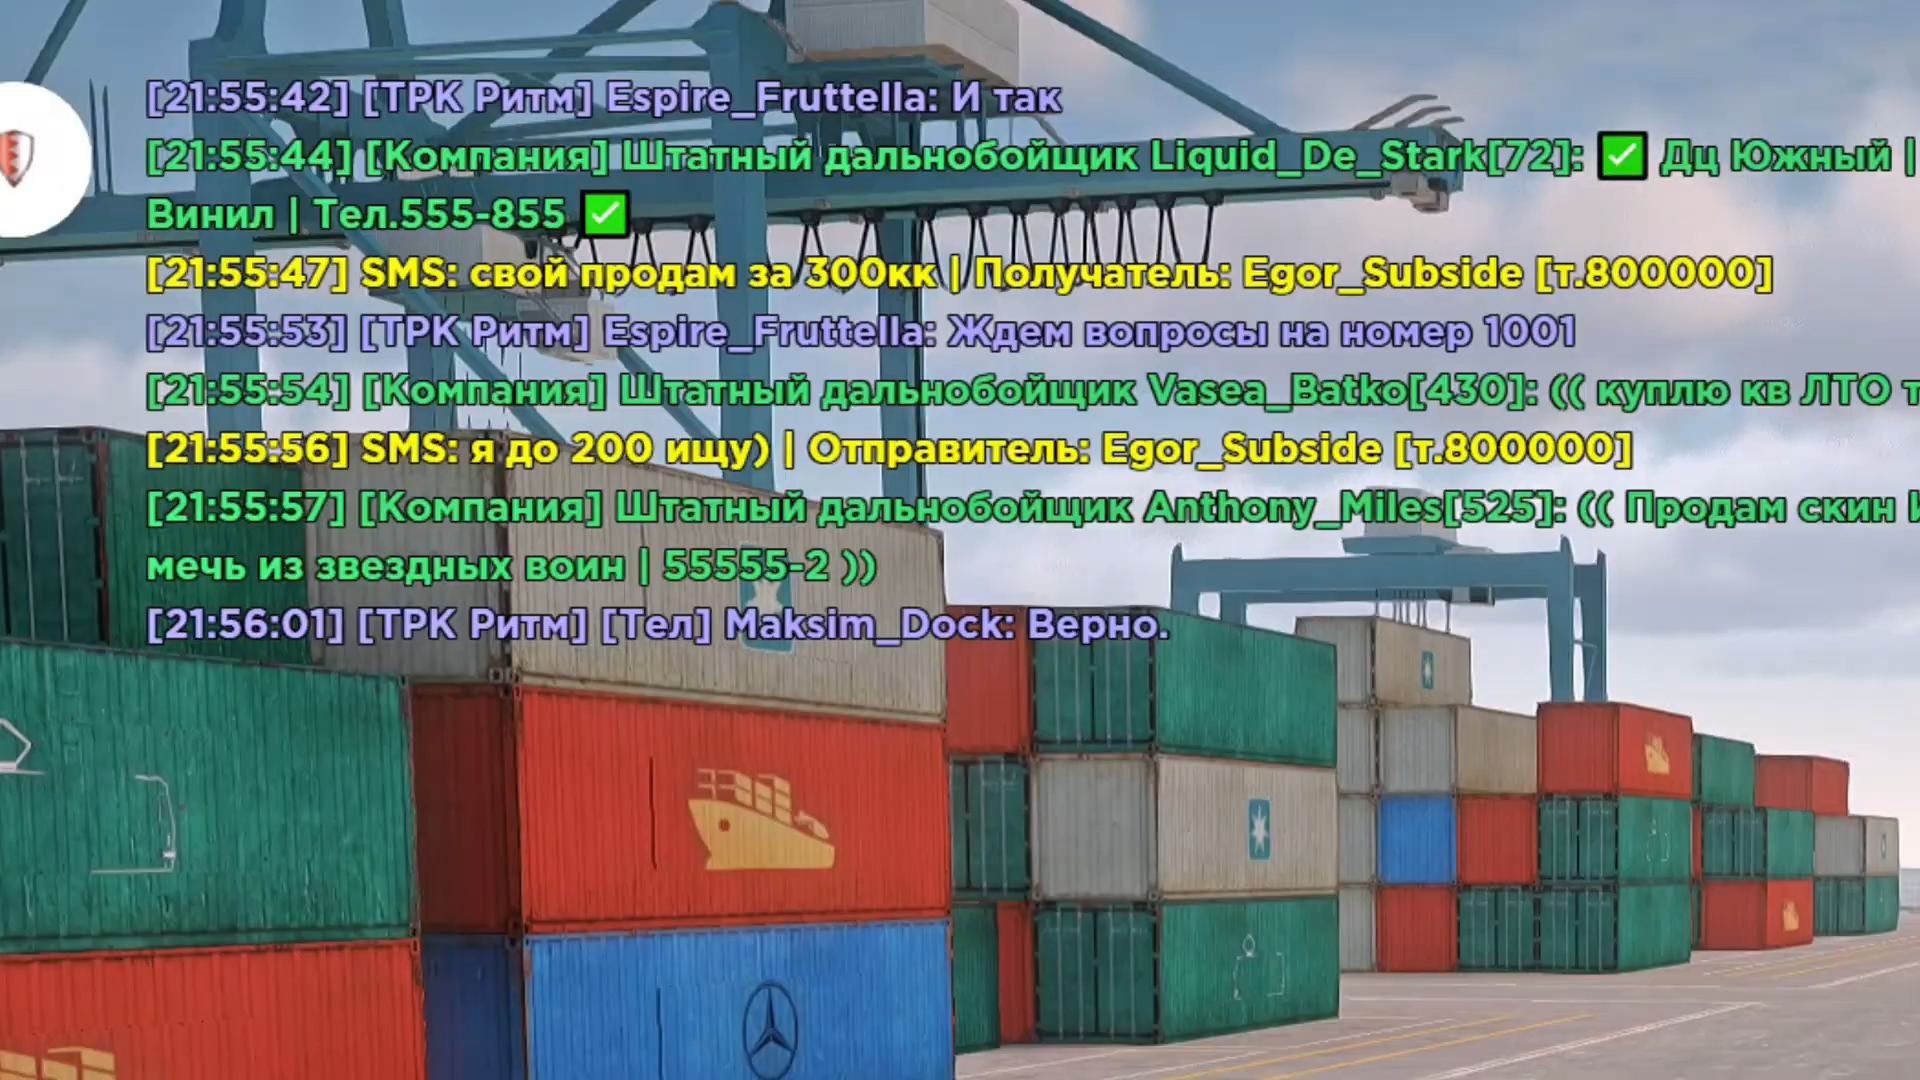 [21:55:42] [ТРК Ритм] Espire_Fruttella: И так
[21:55:44] [Компания] Штатный дальнобойщик Liquid_De_Stark[72]: ✅ Дц Южный |
Винил | Тел.555-855 ✅
[21:55:47] SMS: свой продам за 300кк | Получатель: Egor_Subside [т.800000]
[21:55:53] [ТРК Ритм] Espire_Fruttella: Ждем вопросы на номер 1001
[21:55:54] [Компания] Штатный дальнобойщик Vasea_Batko[430]: (( куплю кв ЛТО
[21:55:56] SMS: я до 200 ищу) | Отправитель: Egor_Subside [т.800000]
[21:55:57] [Компания] Штатный дальнобойщик Anthony_Miles[525]: (( Продам скин
мечь из звездных воин | 55555-2 ))
[21:56:01] [ТРК Ритм] [Тел] Maksim_Dock: Верно.